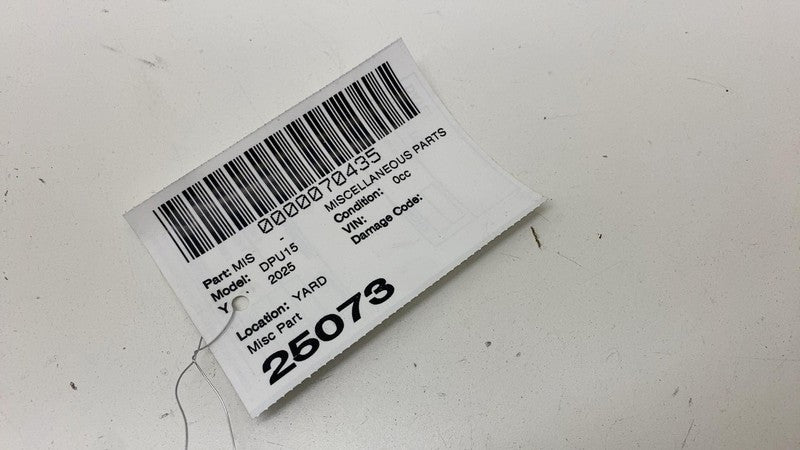 0000070435
Part: MIS - MISCELLANEOUS PARTS
Model: DPU15 Condition: 0cc
Y 2025 VIN:
Damage Code:
Location: YARD
Misc Part
25073